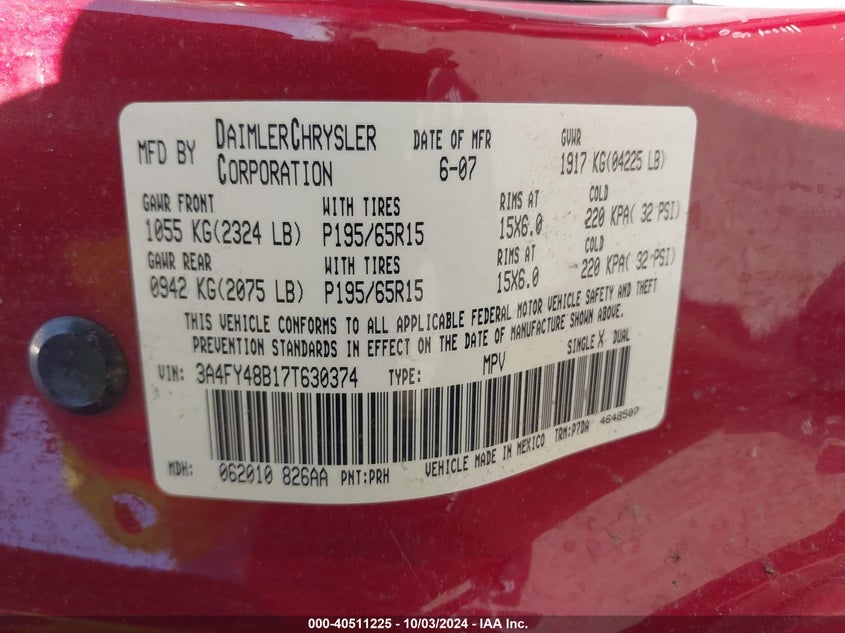 MFD BY DAIMLERCHRYSLER CORPORATION DATE OF MFR 6-07 GVWR 1917 KG(04225 LB)
GAWR FRONT WITH TIRES RIMS AT COLD
1055 KG(2324 LB) P195/65R15 15X6.0 220 KPA( 32 PSI)
GAWR REAR WITH TIRES RIMS AT COLD
0942 KG(2075 LB) P195/65R15 15X6.0 220 KPA( 32 PSI)
THIS VEHICLE CONFORMS TO ALL APPLICABLE FEDERAL MOTOR VEHICLE SAFETY AND THEFT
PREVENTION STANDARDS IN EFFECT ON THE DATE OF MANUFACTURE SHOWN ABOVE.
VIN: 3A4FY48B17T630374 TYPE: MPV SINGLE X DUAL
4648507
MDH: 062010 826AA PNT:PRH VEHICLE MADE IN MEXICO TRM:P7DA
000-40511225 - 10/03/2024 - IAA Inc.